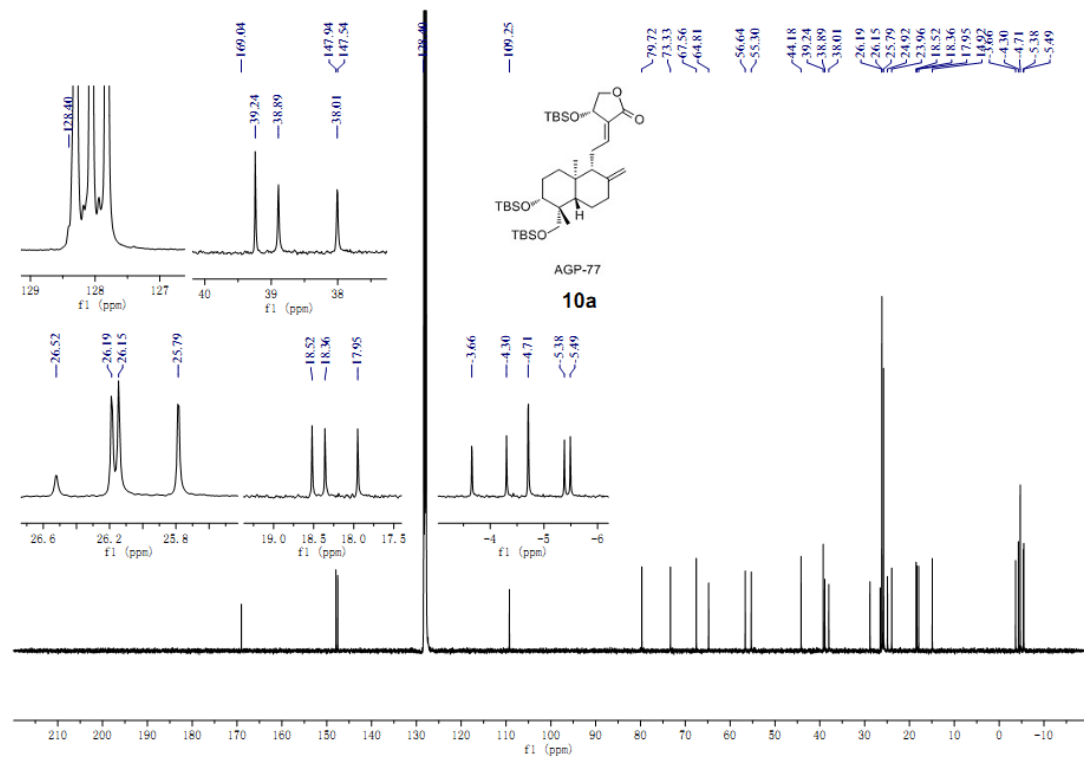 169.04
147.94
147.54
128.40
109.25
79.72
73.33
67.56
64.81
56.64
55.30
44.18
39.24
38.89
38.01
26.19
26.15
25.79
24.92
23.96
18.52
18.36
17.95
14.92
-3.66
-4.30
-4.71
-5.38
-5.49
128.40
129 128 127
f1 (ppm)
39.24
38.89
38.01
40 39 38
f1 (ppm)
O
O
TBSO
TBSO
H
TBSO
AGP-77
10a
26.52
26.19
26.15
25.79
26.6 26.2 25.8
f1 (ppm)
18.52
18.36
17.95
19.0 18.5 18.0 17.5
f1 (ppm)
-3.66
-4.30
-4.71
-5.38
-5.49
-4 -5 -6
f1 (ppm)
210 200 190 180 170 160 150 140 130 120 110 100 90 80 70 60 50 40 30 20 10 0 -10
f1 (ppm)